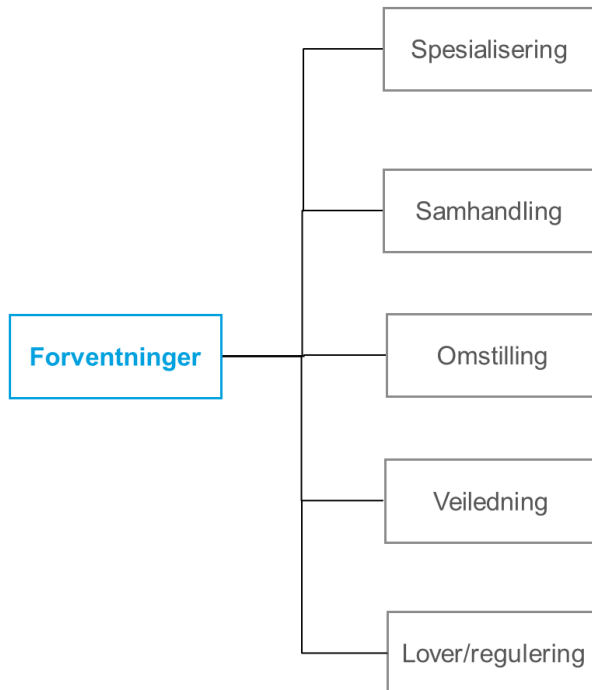 Spesialisering
Samhandling
Forventninger
Omstilling
Veiledning
Lover/regulering